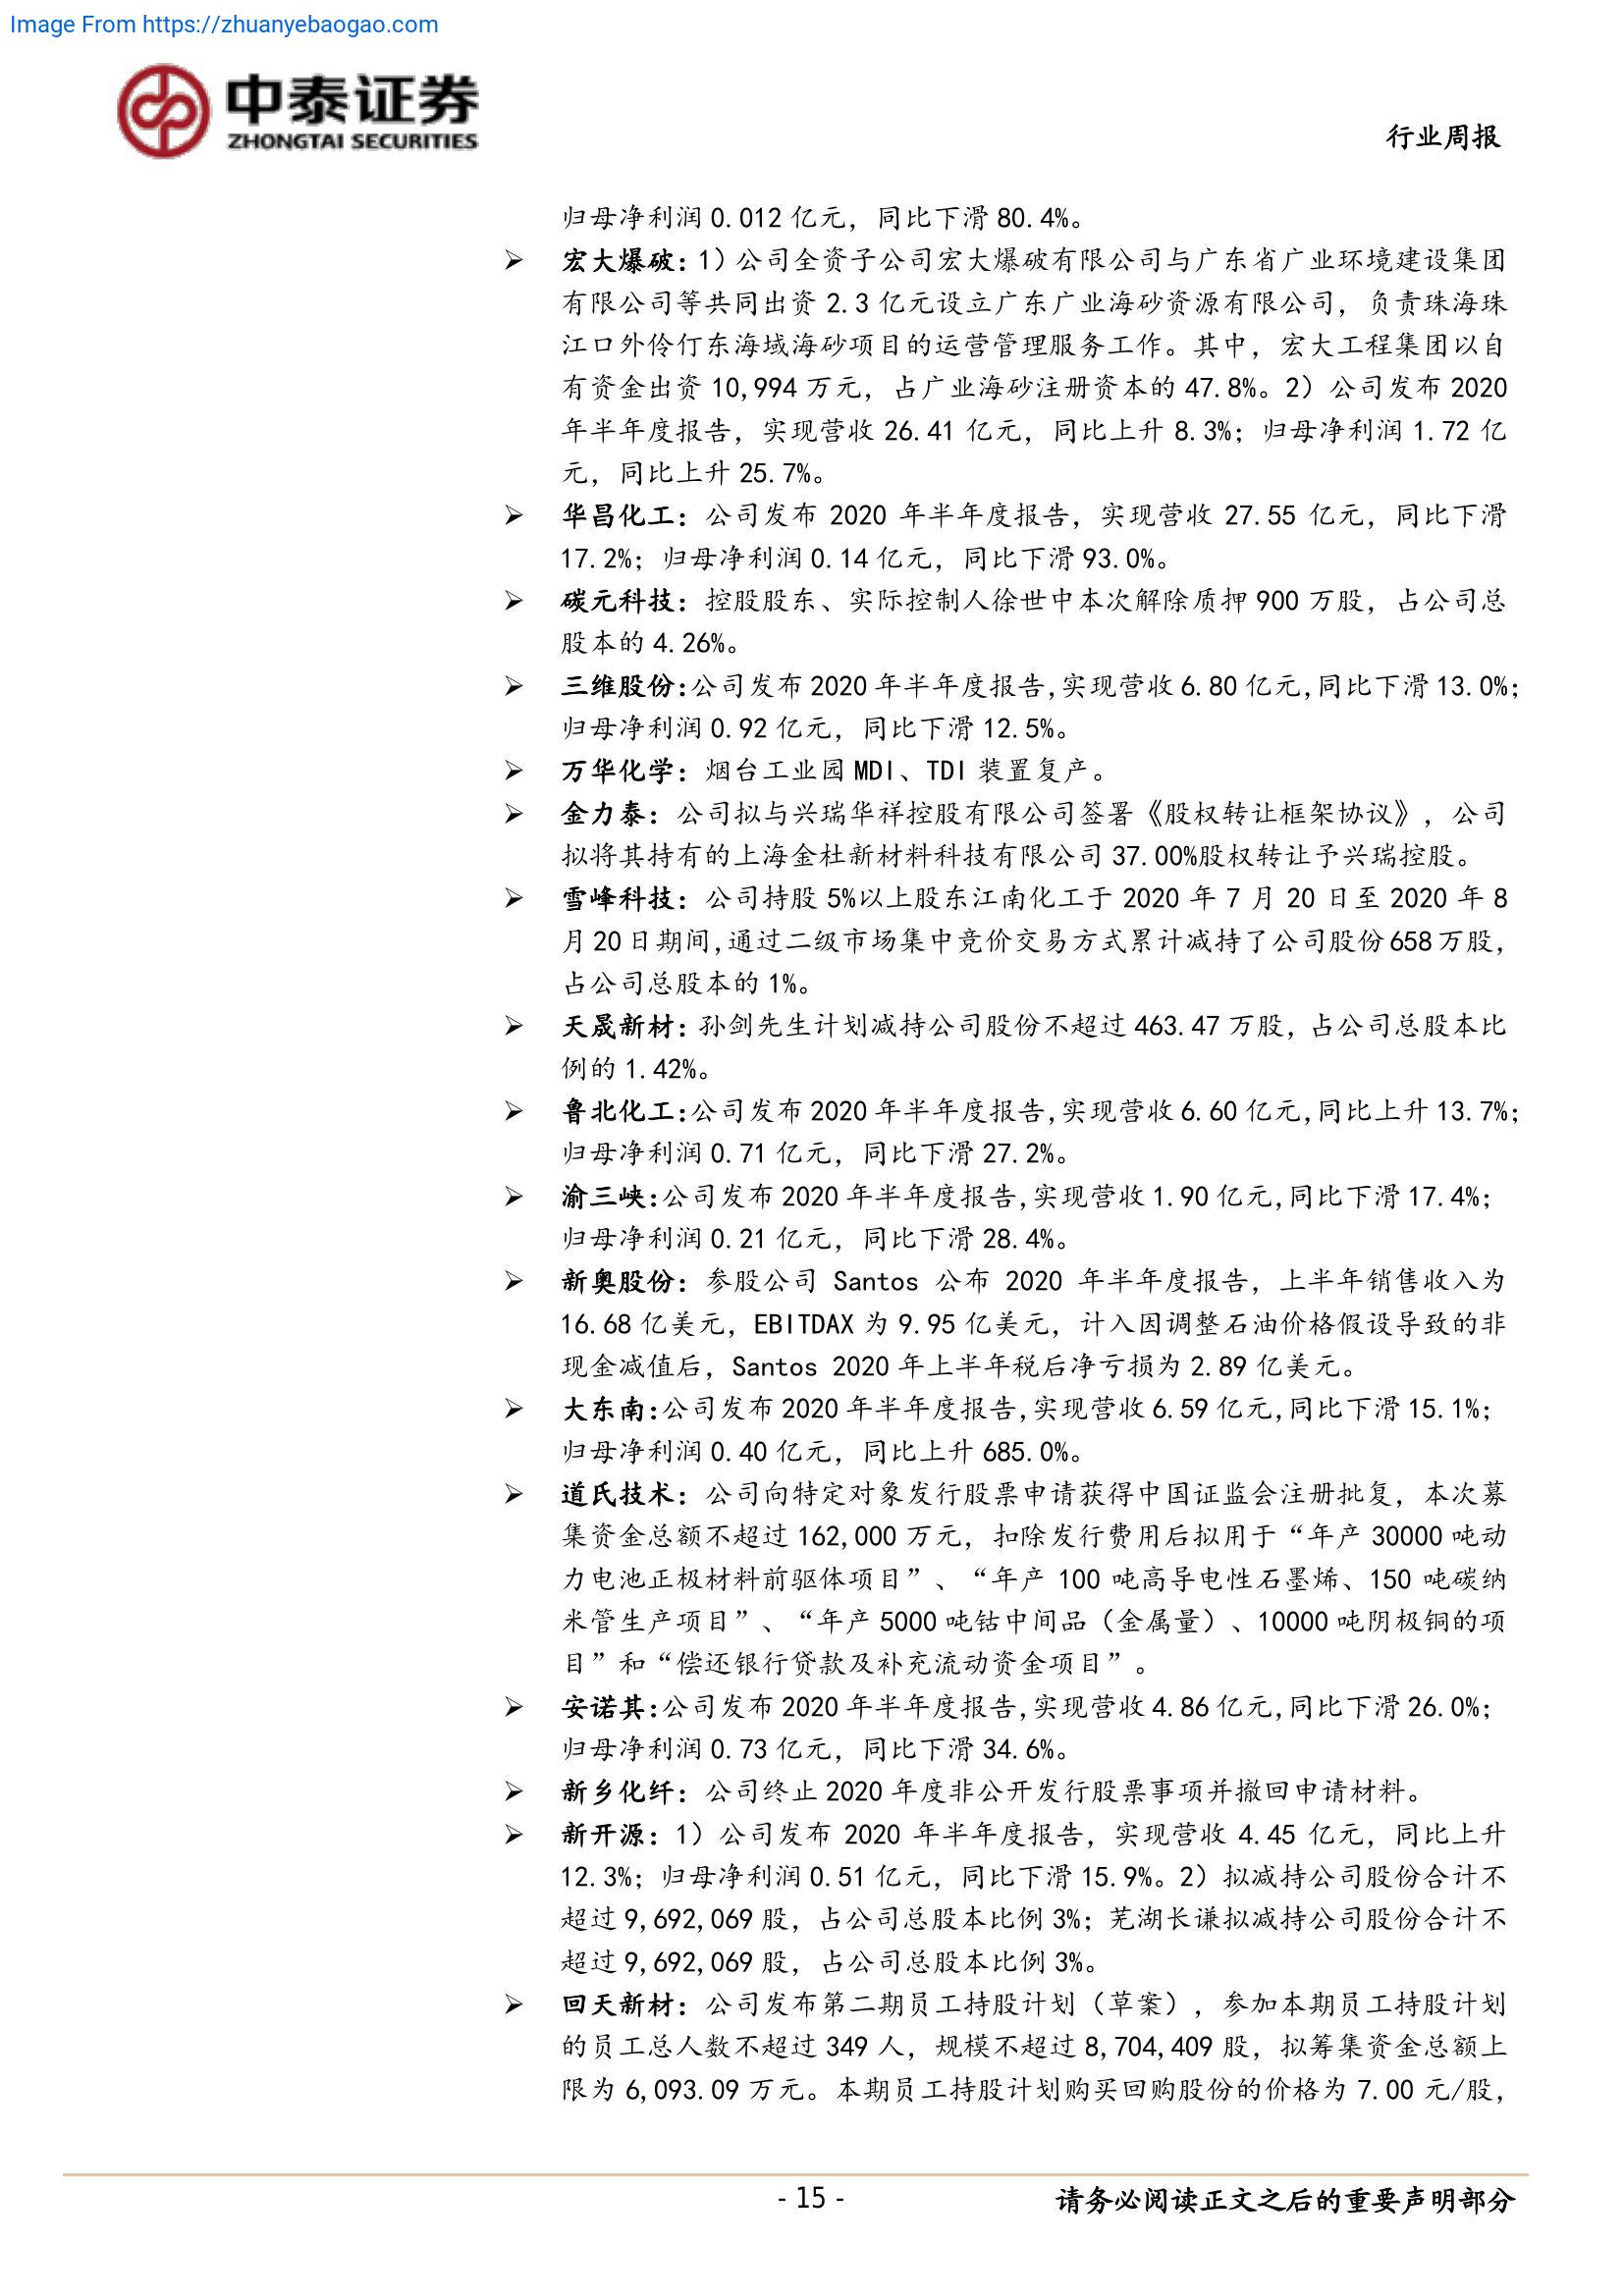 Image From https://zhuanyebaogao.com
中泰证券
ZHONGTAI SECURITIES
行业周报
归母净利润 0.012 亿元，同比下滑 80.4%。
➢ 宏大爆破：1）公司全资子公司宏大爆破有限公司与广东省广业环境建设集团
有限公司等共同出资 2.3 亿元设立广东广业海砂资源有限公司，负责珠海珠
江口外伶仃东海域海砂项目的运营管理服务工作。其中，宏大工程集团以自
有资金出资 10,994 万元，占广业海砂注册资本的 47.8%。2）公司发布 2020
年半年度报告，实现营收 26.41 亿元，同比上升 8.3%；归母净利润 1.72 亿
元，同比上升 25.7%。
➢ 华昌化工：公司发布 2020 年半年度报告，实现营收 27.55 亿元，同比下滑
17.2%；归母净利润 0.14 亿元，同比下滑 93.0%。
➢ 碳元科技：控股股东、实际控制人徐世中本次解除质押 900 万股，占公司总
股本的 4.26%。
➢ 三维股份：公司发布 2020 年半年度报告，实现营收 6.80 亿元，同比下滑 13.0%；
归母净利润 0.92 亿元，同比下滑 12.5%。
➢ 万华化学：烟台工业园 MDI、TDI 装置复产。
➢ 金力泰：公司拟与兴瑞华祥控股有限公司签署《股权转让框架协议》，公司
拟将其持有的上海金杜新材料科技有限公司 37.00%股权转让予兴瑞控股。
➢ 雪峰科技：公司持股 5%以上股东江南化工于 2020 年 7 月 20 日至 2020 年 8
月 20 日期间，通过二级市场集中竞价交易方式累计减持了公司股份 658 万股，
占公司总股本的 1%。
➢ 天晟新材：孙剑先生计划减持公司股份不超过 463.47 万股，占公司总股本比
例的 1.42%。
➢ 鲁北化工：公司发布 2020 年半年度报告，实现营收 6.60 亿元，同比上升 13.7%；
归母净利润 0.71 亿元，同比下滑 27.2%。
➢ 渝三峡：公司发布 2020 年半年度报告，实现营收 1.90 亿元，同比下滑 17.4%；
归母净利润 0.21 亿元，同比下滑 28.4%。
➢ 新奥股份：参股公司 Santos 公布 2020 年半年度报告，上半年销售收入为
16.68 亿美元，EBITDAX 为 9.95 亿美元，计入因调整石油价格假设导致的非
现金减值后，Santos 2020 年上半年税后净亏损为 2.89 亿美元。
➢ 大东南：公司发布 2020 年半年度报告，实现营收 6.59 亿元，同比下滑 15.1%；
归母净利润 0.40 亿元，同比上升 685.0%。
➢ 道氏技术：公司向特定对象发行股票申请获得中国证监会注册批复，本次募
集资金总额不超过 162,000 万元，扣除发行费用后拟用于“年产 30000 吨动
力电池正极材料前驱体项目”、“年产 100 吨高导电性石墨烯、150 吨碳纳
米管生产项目”、“年产 5000 吨钴中间品（金属量）、10000 吨阴极铜的项
目”和“偿还银行贷款及补充流动资金项目”。
➢ 安诺其：公司发布 2020 年半年度报告，实现营收 4.86 亿元，同比下滑 26.0%；
归母净利润 0.73 亿元，同比下滑 34.6%。
➢ 新乡化纤：公司终止 2020 年度非公开发行股票事项并撤回申请材料。
➢ 新开源：1）公司发布 2020 年半年度报告，实现营收 4.45 亿元，同比上升
12.3%；归母净利润 0.51 亿元，同比下滑 15.9%。2）拟减持公司股份合计不
超过 9,692,069 股，占公司总股本比例 3%；芜湖长谦拟减持公司股份合计不
超过 9,692,069 股，占公司总股本比例 3%。
➢ 回天新材：公司发布第二期员工持股计划（草案），参加本期员工持股计划
的员工总人数不超过 349 人，规模不超过 8,704,409 股，拟筹集资金总额上
限为 6,093.09 万元。本期员工持股计划购买回购股份的价格为 7.00 元/股，
- 15 -
请务必阅读正文之后的重要声明部分